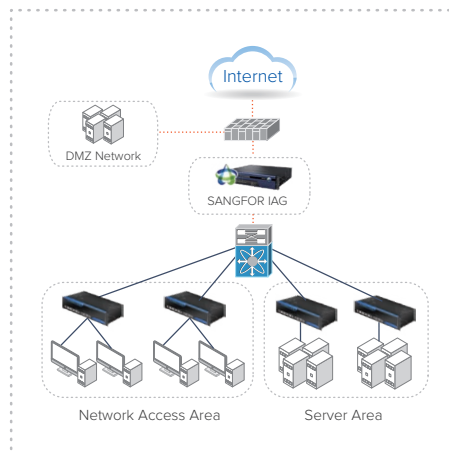 Internet
DMZ Network
SANGFOR IAG
Network Access Area
Server Area